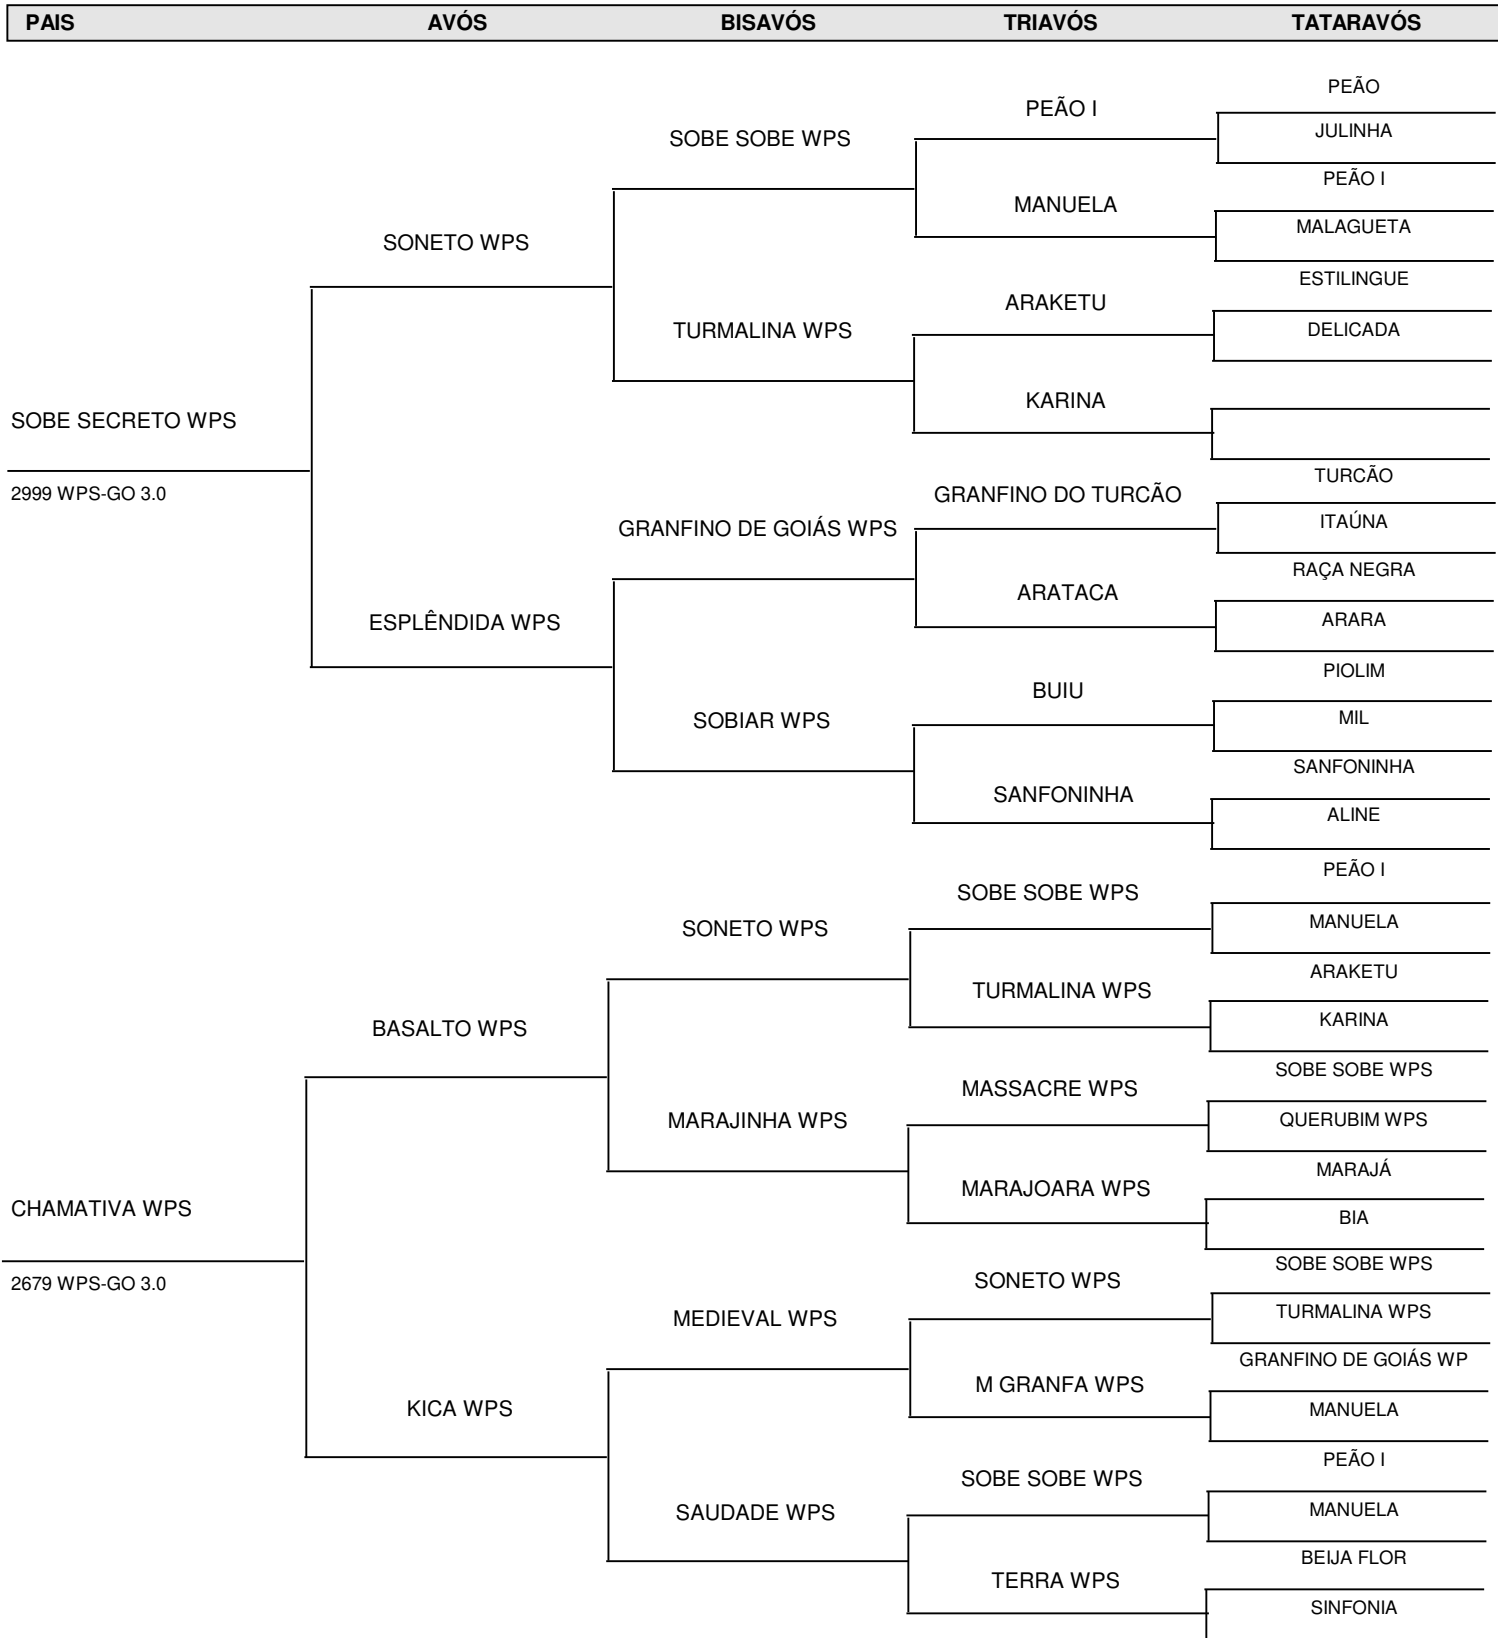 PAIS AVÓS BISAVÓS TRIAVÓS TATARAVÓS
PEÃO
PEÃO I
JULINHA
SOBE SOBE WPS
PEÃO I
MANUELA
MALAGUETA
SONETO WPS
ESTILINGUE
ARAKETU
DELICADA
TURMALINA WPS
KARINA
SOBE SECRETO WPS
TURCÃO
2999 WPS-GO 3.0
GRANFINO DO TURCÃO
ITAÚNA
GRANFINO DE GOIÁS WPS
RAÇA NEGRA
ARATACA
ARARA
ESPLÊNDIDA WPS
PIOLIM
BUIU
MIL
SOBIAR WPS
SANFONINHA
SANFONINHA
ALINE
PEÃO I
SOBE SOBE WPS
MANUELA
SONETO WPS
ARAKETU
TURMALINA WPS
KARINA
BASALTO WPS
SOBE SOBE WPS
MASSACRE WPS
QUERUBIM WPS
MARAJINHA WPS
MARAJÁ
MARAJOARA WPS
CHAMATIVA WPS
BIA
SOBE SOBE WPS
2679 WPS-GO 3.0
SONETO WPS
TURMALINA WPS
MEDIEVAL WPS
GRANFINO DE GOIÁS WP
M GRANFA WPS
KICA WPS
MANUELA
PEÃO I
SOBE SOBE WPS
MANUELA
SAUDADE WPS
BEIJA FLOR
TERRA WPS
SINFONIA